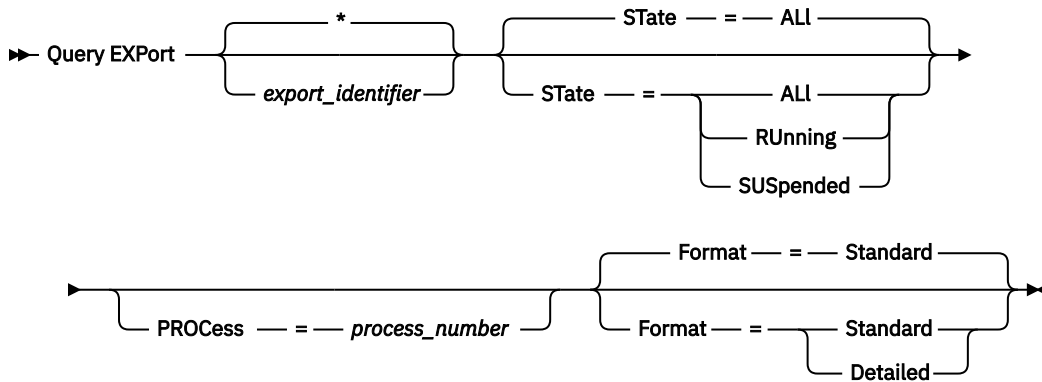 * STate = ALl
Query EXPort
export_identifier STate = ALl
RUnning
SUSpended
Format = Standard
PROCess = process_number Format = Standard
Detailed